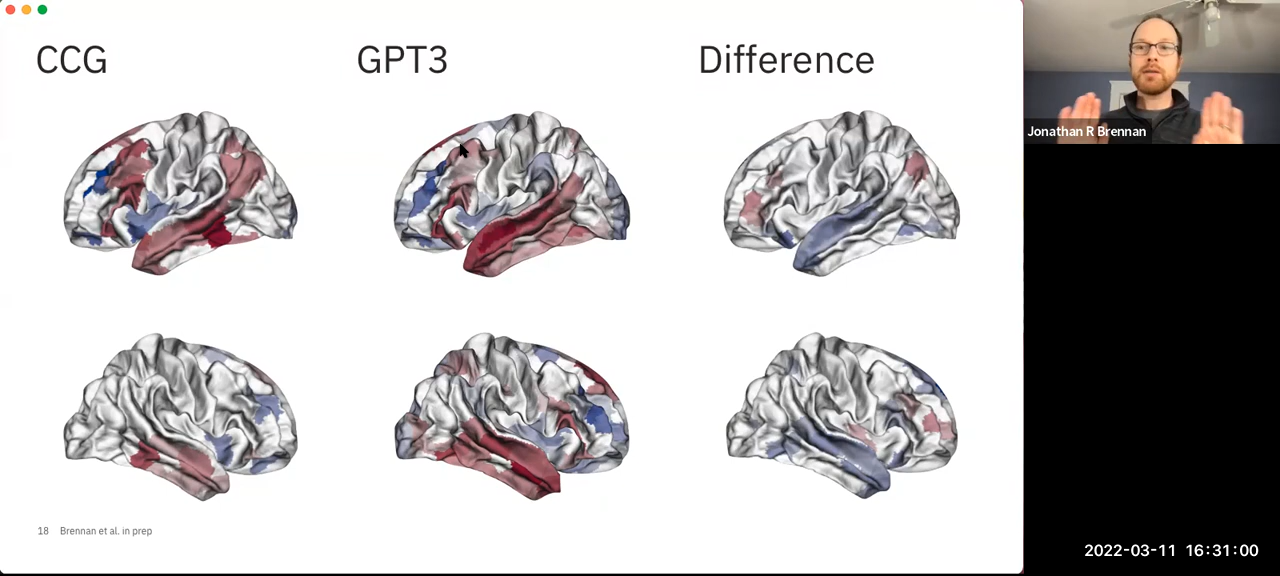 CCG
GPT3
Difference
Jonathan R Brennan
18 Brennan et al. in prep
2022-03-11 16:31:00